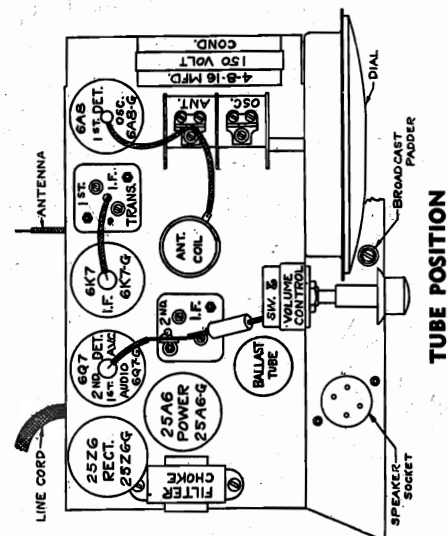 ANTENNA
LINE CORD
6A8
1ST. DET.
OSC.
6A8-G
4-8-16 MFD.
150 VOLT
COND.
1ST.
I.F.
TRANS.
6K7
I.F.
6K7-G
6Q7
2ND. DET.
1ST. AVC
AUDIO
6Q7-G
25Z6
RECT.
25Z6-G
ANT.
OSC.
ANT.
COIL
2ND.
I.F.
25A6
POWER
25A6-G
FILTER
CHOKE
BALLAST
TUBE
SW. &
VOLUME
CONTROL
DIAL
BROADCAST
PADDER
SPEAKER
SOCKET
TUBE POSITION